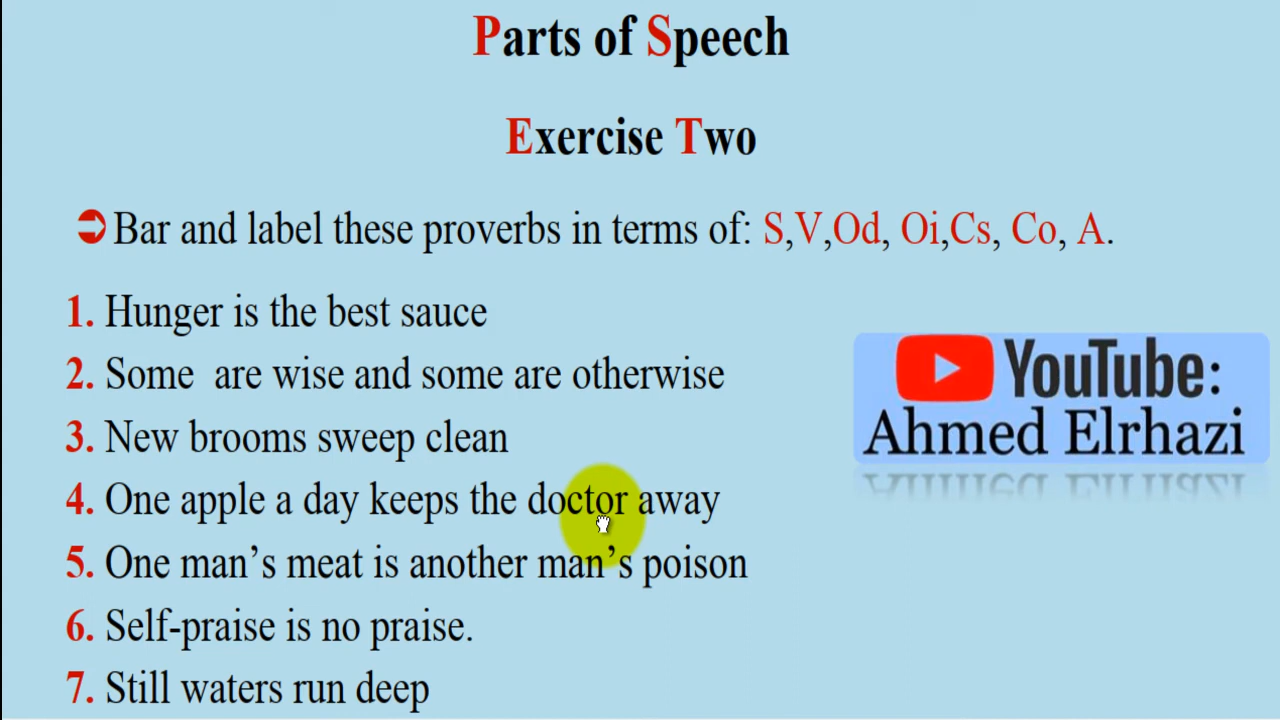 Parts of Speech
Exercise Two
➲Bar and label these proverbs in terms of: S,V,Od, Oi,Cs, Co, A.
1. Hunger is the best sauce
2. Some are wise and some are otherwise
3. New brooms sweep clean
4. One apple a day keeps the doctor away
5. One man’s meat is another man’s poison
6. Self-praise is no praise.
7. Still waters run deep
YouTube:
Ahmed Elrhazi